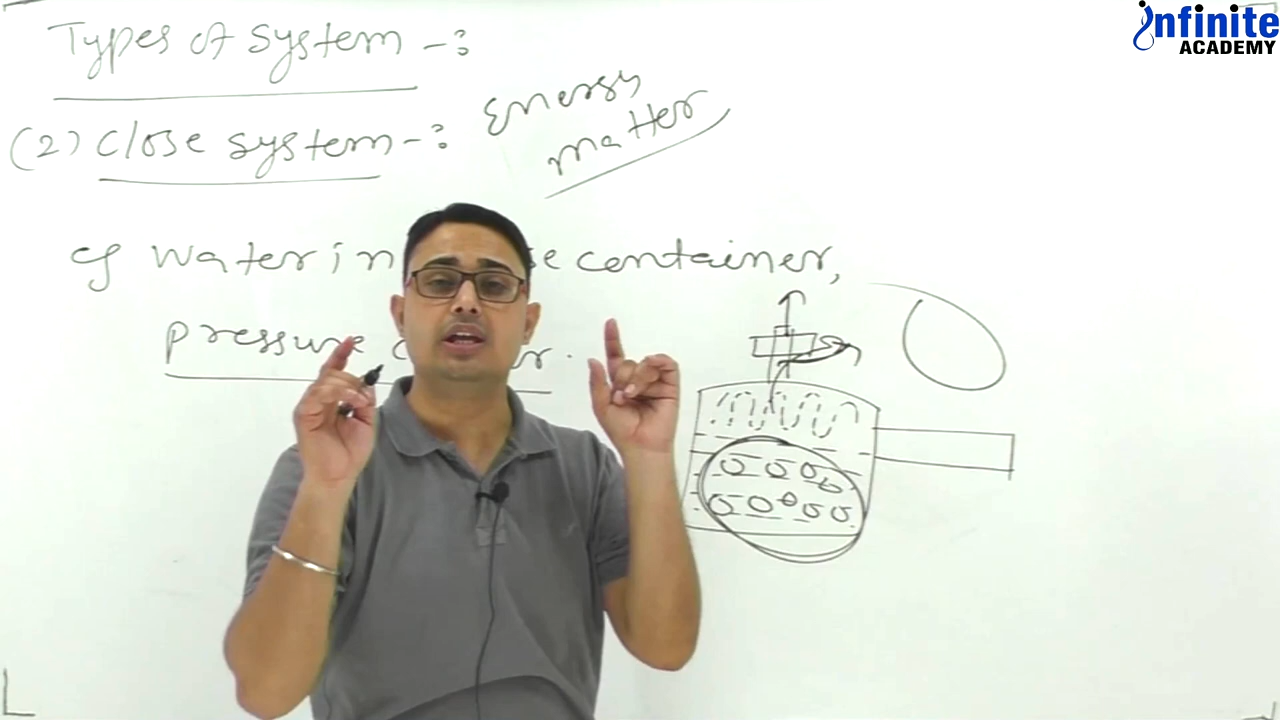 Types of system -:
(2) Close system -:
Energy
matter
eg water in container,
pressure
infinite
ACADEMY